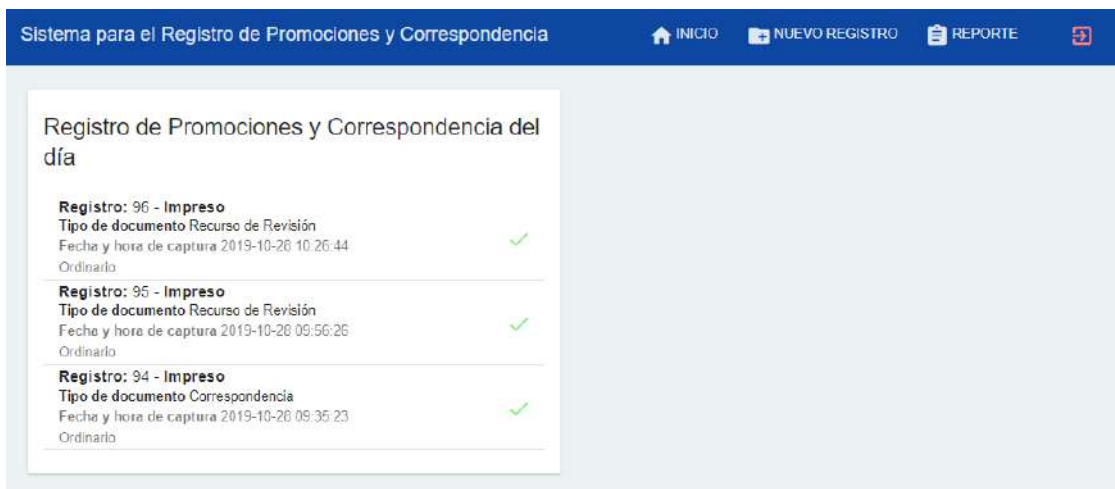 Sistema para el Registro de Promociones y Correspondencia
INICIO
NUEVO REGISTRO
REPORTE
Registro de Promociones y Correspondencia del
día
Registro: 96 - Impreso
Tipo de documento Recurso de Revisión
Fecha y hora de captura 2019-10-28 10:26:44
Ordinario
Registro: 95 - Impreso
Tipo de documento Recurso de Revisión
Fecha y hora de captura 2019-10-28 09:56:26
Ordinario
Registro: 94 - Impreso
Tipo de documento Correspondencia
Fecha y hora de captura 2019-10-28 09:35:23
Ordinario